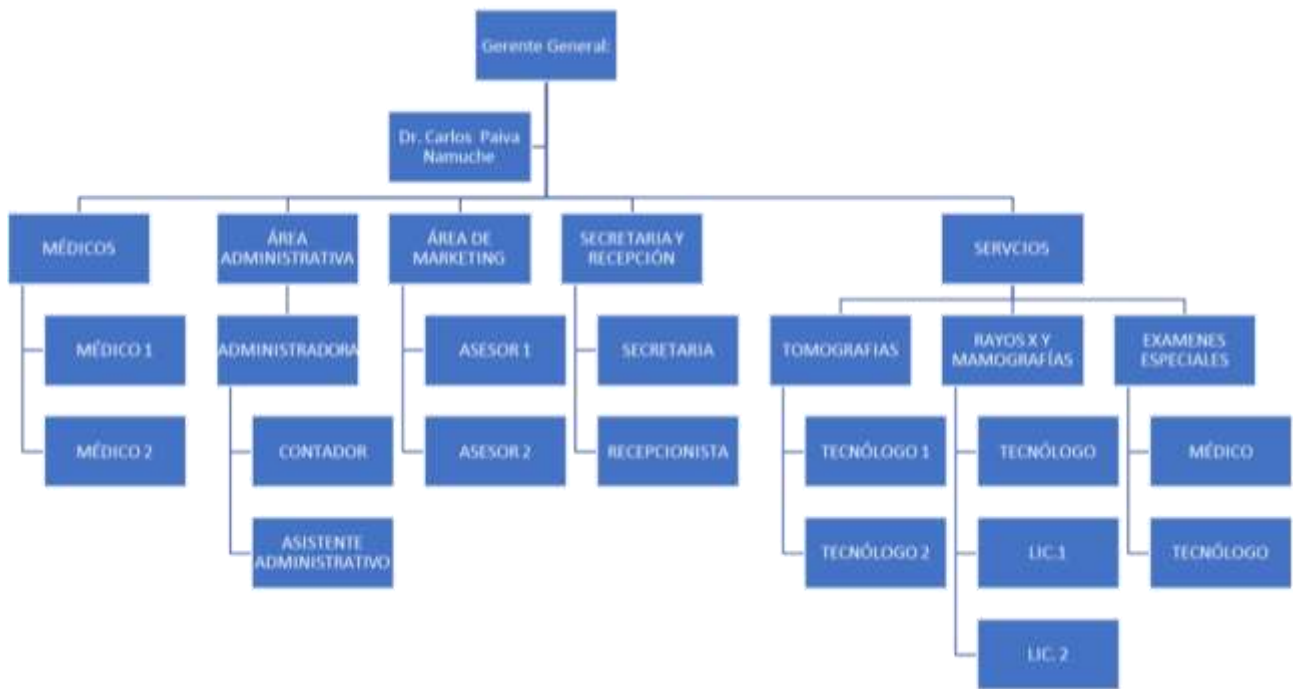 Gerente General:
Dr. Carlos Paiva
Namuche
MÉDICOS
ÁREA
ADMINISTRATIVA
ÁREA DE
MARKETING
SECRETARIA Y
RECEPCIÓN
SERVCIOS
MÉDICO 1
ADMINISTRADORA
ASESOR 1
SECRETARIA
TOMOGRAFIAS
RAYOS X Y
MAMOGRAFÍAS
EXAMENES
ESPECIALES
MÉDICO 2
CONTADOR
ASESOR 2
RECEPCIONISTA
TECNÓLOGO 1
TECNÓLOGO
MÉDICO
ASISTENTE
ADMINISTRATIVO
TECNÓLOGO 2
LIC.1
TECNÓLOGO
LIC. 2